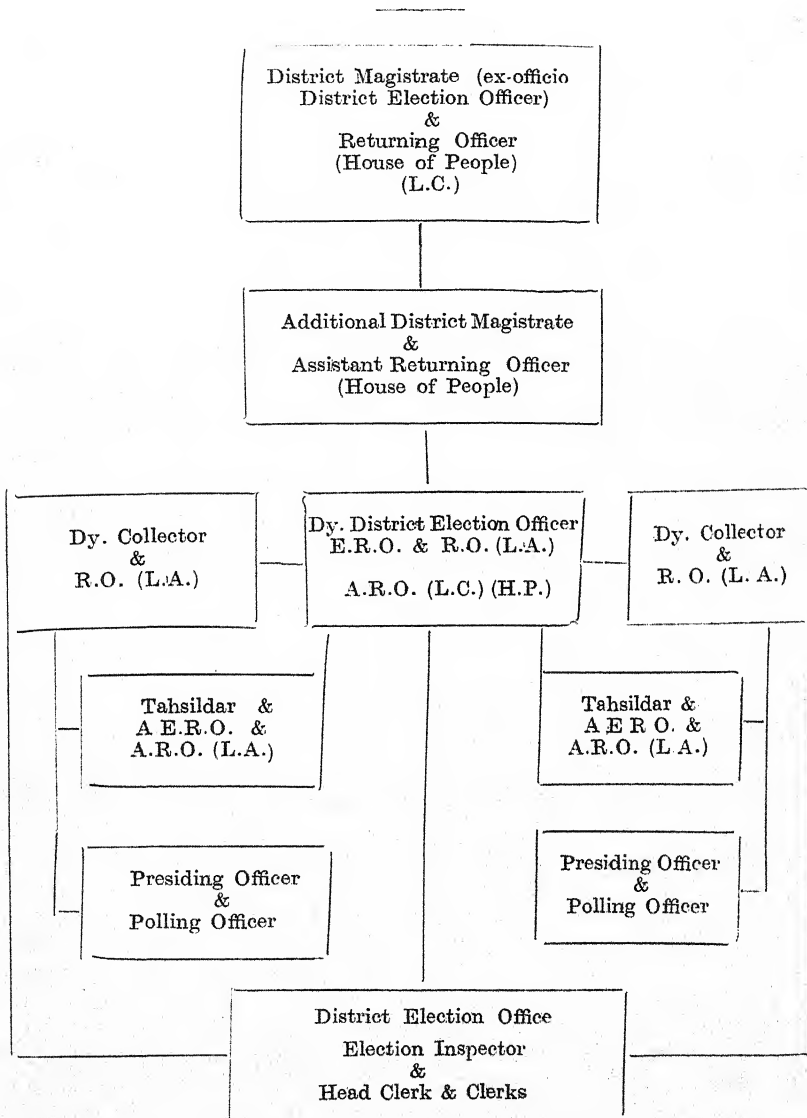 District Magistrate (ex-officio
District Election Officer)
&
Returning Officer
(House of People)
(L.C.)
Additional District Magistrate
&
Assistant Returning Officer
(House of People)
Dy. Collector
&
R.O. (L.A.)
Dy. District Election Officer
E.R.O. & R.O. (L.A.)
A.R.O. (L.C.) (H.P.)
Dy. Collector
&
R. O. (L. A.)
Tahsildar &
A E.R.O. &
A.R.O. (L.A.)
Tahsildar &
A E R O. &
A.R.O. (L A.)
Presiding Officer
&
Polling Officer
Presiding Officer
&
Polling Officer
District Election Office
Election Inspector
&
Head Clerk & Clerks